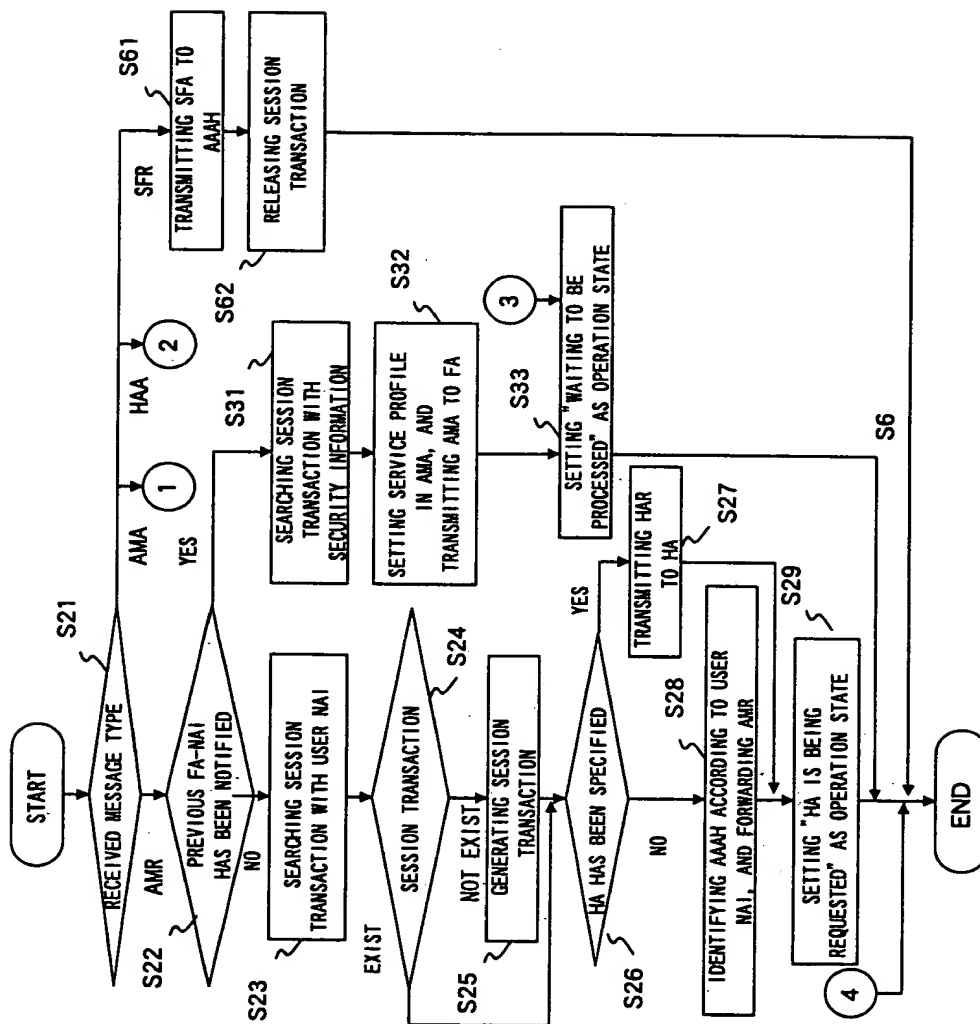 START
S21
RECEIVED MESSAGE TYPE
AMR
AMA
1
HAA
2
SFR
S61
TRANSMITTING SFA TO
AAAH
S62
RELEASING SESSION
TRANSACTION
S22
PREVIOUS FA-NAI
HAS BEEN NOTIFIED
YES
NO
S31
SEARCHING SESSION
TRANSACTION WITH
SECURITY INFORMATION
S23
SEARCHING SESSION
TRANSACTION WITH USER NAI
S32
SETTING SERVICE PROFILE
IN AMA, AND
TRANSMITTING AMA TO FA
S24
SESSION TRANSACTION
EXIST
NOT EXIST
3
S33
SETTING "WAITING TO BE
PROCESSED" AS OPERATION STATE
S25
GENERATING SESSION
TRANSACTION
S26
HA HAS BEEN SPECIFIED
YES
NO
TRANSMITTING HAR
TO HA
S27
S28
IDENTIFYING AAAH ACCORDING TO USER
NAI, AND FORWARDING AMR
S29
SETTING "HA IS BEING
REQUESTED" AS OPERATION STATE
S6
4
END